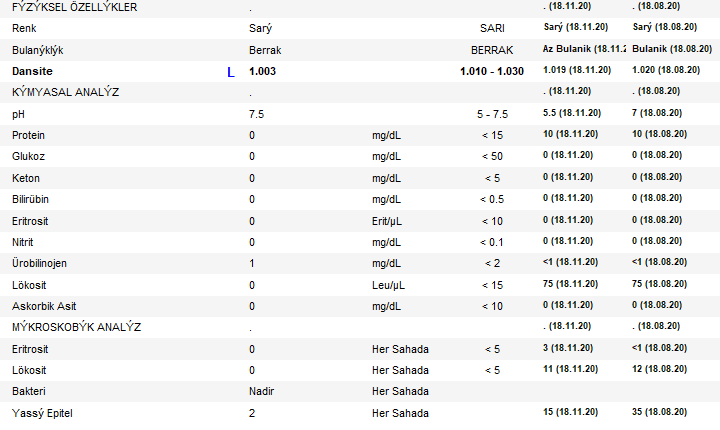 FÝZÝKSEL ÖZELLÝKLER . . (18.11.20) . (18.08.20)
Renk Sarý SARI Sarý (18.11.20) Sarý (18.08.20)
Bulanýklýk Berrak BERRAK Az Bulanik (18.11.2 Bulanik (18.08.20)
Dansite L 1.003 1.010 - 1.030 1.019 (18.11.20) 1.020 (18.08.20)
KÝMYASAL ANALÝZ . . (18.11.20) . (18.08.20)
pH 7.5 5 - 7.5 5.5 (18.11.20) 7 (18.08.20)
Protein 0 mg/dL < 15 10 (18.11.20) 10 (18.08.20)
Glukoz 0 mg/dL < 50 0 (18.11.20) 0 (18.08.20)
Keton 0 mg/dL < 5 0 (18.11.20) 0 (18.08.20)
Bilirübin 0 mg/dL < 0.5 0 (18.11.20) 0 (18.08.20)
Eritrosit 0 Erit/µL < 10 0 (18.11.20) 0 (18.08.20)
Nitrit 0 mg/dL < 0.1 0 (18.11.20) 0 (18.08.20)
Ürobilinojen 1 mg/dL < 2 <1 (18.11.20) <1 (18.08.20)
Lökosit 0 Leu/µL < 15 75 (18.11.20) 75 (18.08.20)
Askorbik Asit 0 mg/dL < 10 0 (18.11.20) 0 (18.08.20)
MÝKROSKOBÝK ANALÝZ . . (18.11.20) . (18.08.20)
Eritrosit 0 Her Sahada < 5 3 (18.11.20) <1 (18.08.20)
Lökosit 0 Her Sahada < 5 11 (18.11.20) 12 (18.08.20)
Bakteri Nadir Her Sahada
Yassý Epitel 2 Her Sahada 15 (18.11.20) 35 (18.08.20)